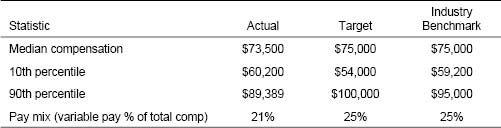 Statistic Actual Target Industry Benchmark
Median compensation $73,500 $75,000 $75,000
10th percentile $60,200 $54,000 $59,200
90th percentile $89,389 $100,000 $95,000
Pay mix (variable pay % of total comp) 21% 25% 25%